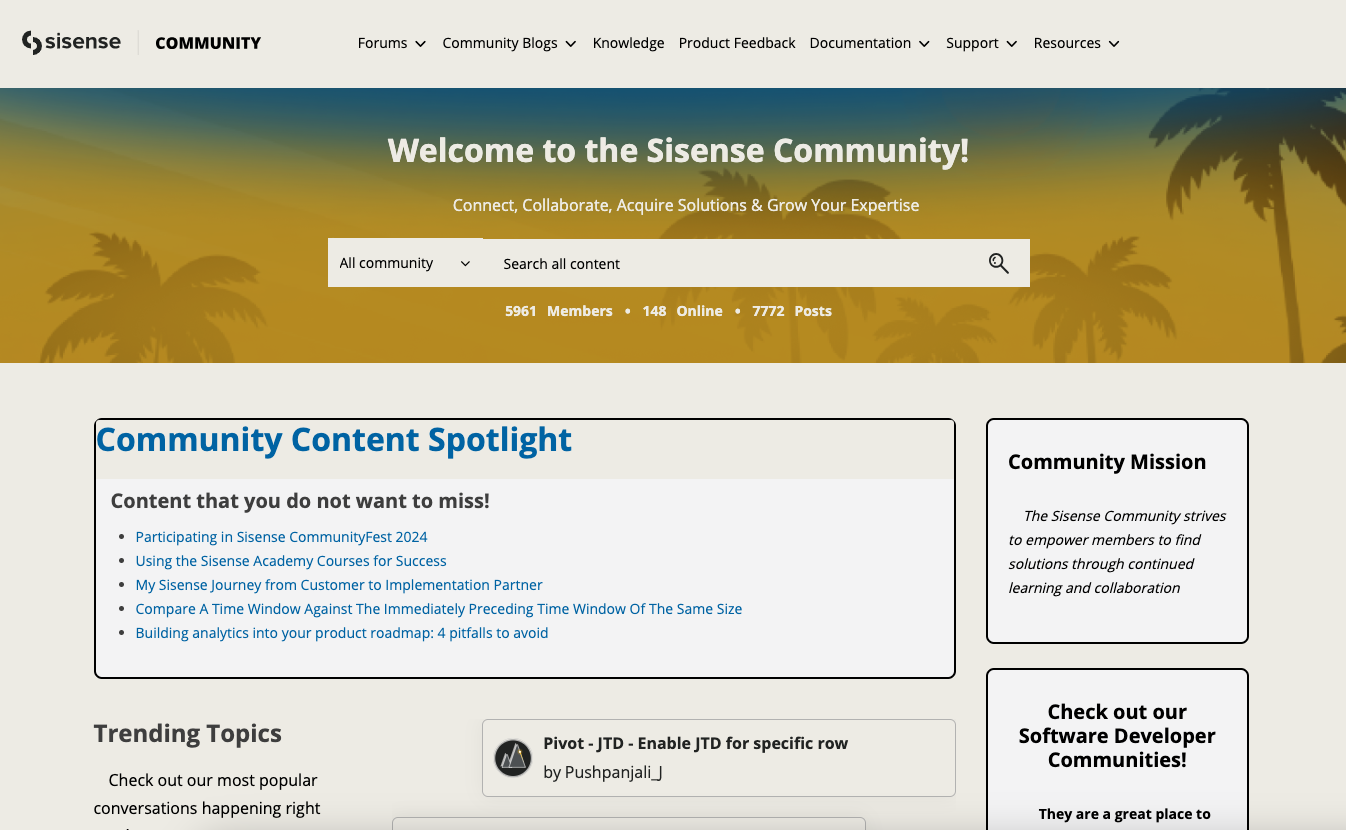 sisense
COMMUNITY
Forums
Community Blogs
Knowledge
Product Feedback
Documentation
Support
Resources
Welcome to the Sisense Community!
Connect, Collaborate, Acquire Solutions & Grow Your Expertise
All community
Search all content
5961 Members • 148 Online • 7772 Posts
Community Content Spotlight
Content that you do not want to miss!
• Participating in Sisense CommunityFest 2024
• Using the Sisense Academy Courses for Success
• My Sisense Journey from Customer to Implementation Partner
• Compare A Time Window Against The Immediately Preceding Time Window Of The Same Size
• Building analytics into your product roadmap: 4 pitfalls to avoid
Community Mission
The Sisense Community strives
to empower members to find
solutions through continued
learning and collaboration
Trending Topics
Check out our most popular
conversations happening right
Pivot - JTD - Enable JTD for specific row
by Pushpanjali_J
Check out our
Software Developer
Communities!
They are a great place to